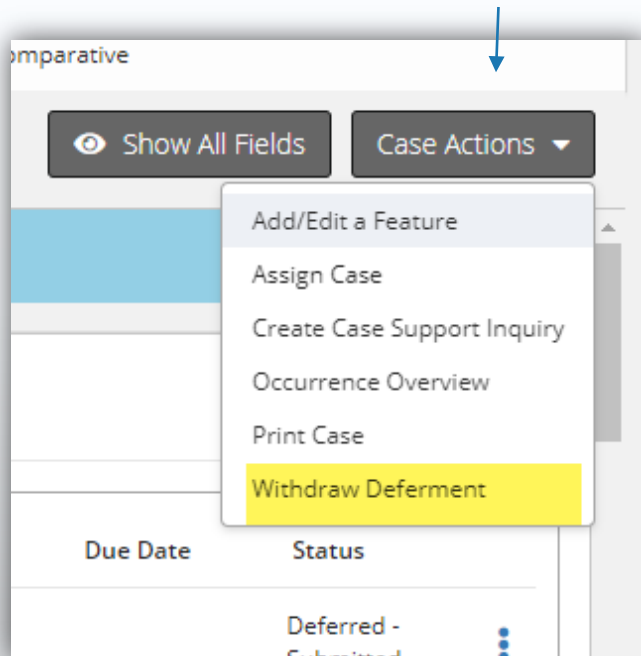 Show All Fields
Case Actions
Add/Edit a Feature
Assign Case
Create Case Support Inquiry
Occurrence Overview
Print Case
Withdraw Deferment
Due Date
Status
Deferred -